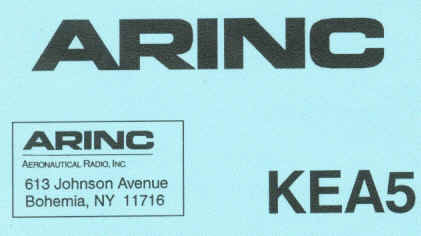 ARINC
ARINC
AERONAUTICAL RADIO, INC.
613 Johnson Avenue
Bohemia, NY 11716
KEA5